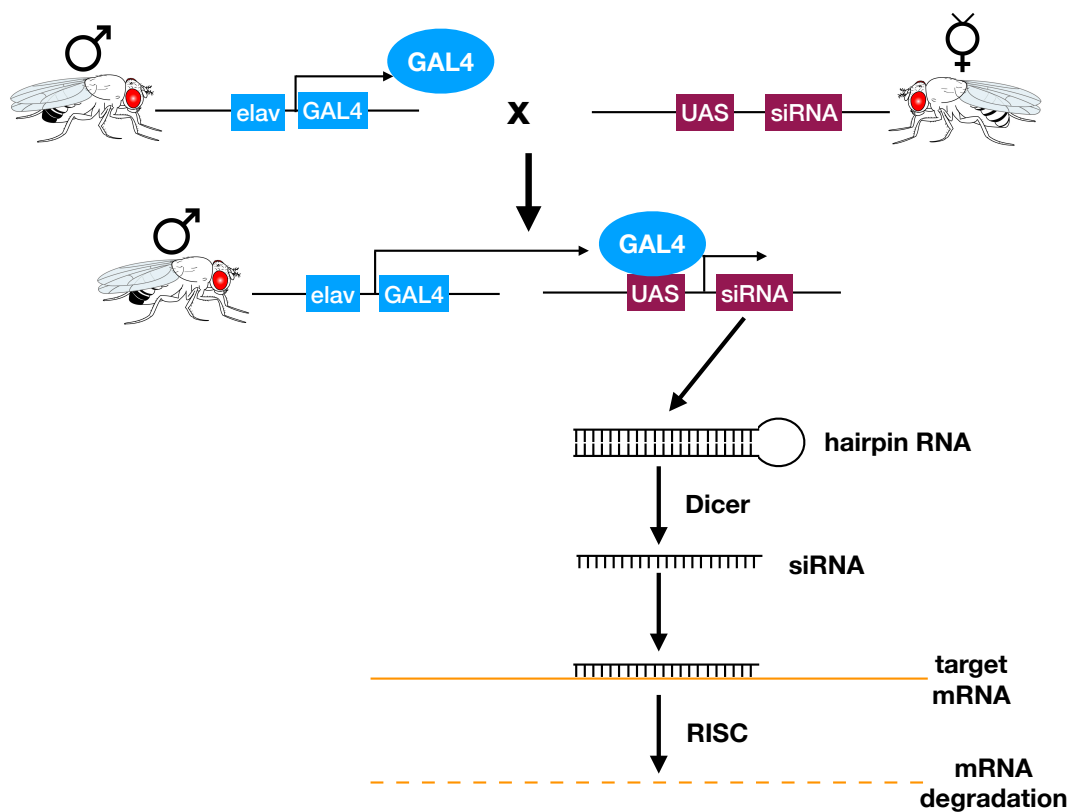 GAL4
elav
GAL4
x
UAS
siRNA
GAL4
elav
GAL4
UAS
siRNA
hairpin RNA
Dicer
siRNA
target
mRNA
RISC
mRNA
degradation